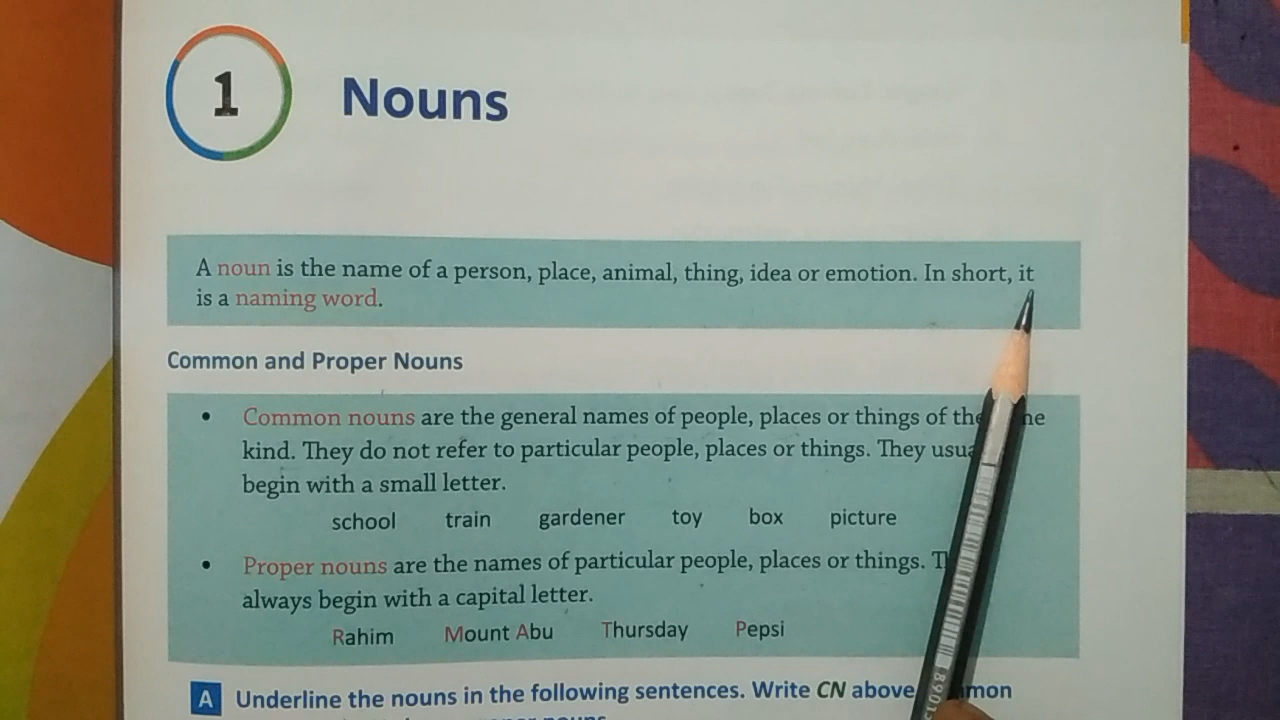 1
Nouns
A noun is the name of a person, place, animal, thing, idea or emotion. In short, it
is a naming word.
Common and Proper Nouns
• Common nouns are the general names of people, places or things of the
kind. They do not refer to particular people, places or things. They
begin with a small letter.
school train gardener toy box picture
• Proper nouns are the names of particular people, places or things.
always begin with a capital letter.
Rahim Mount Abu Thursday Pepsi
A Underline the nouns in the following sentences. Write CN above